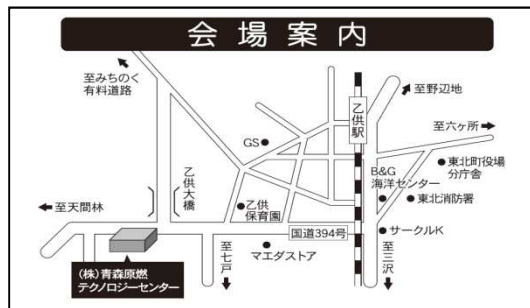 会場案内
至みちのく
有料道路
乙供駅
至野辺地
至六ヶ所
GS
東北町役場
分庁舎
B&G
海洋センター
東北消防署
乙供大橋
乙供
保育園
至天間林
国道394号
サークルK
至七戸
マエダストア
至三沢
(株)青森原燃
テクノロジーセンター